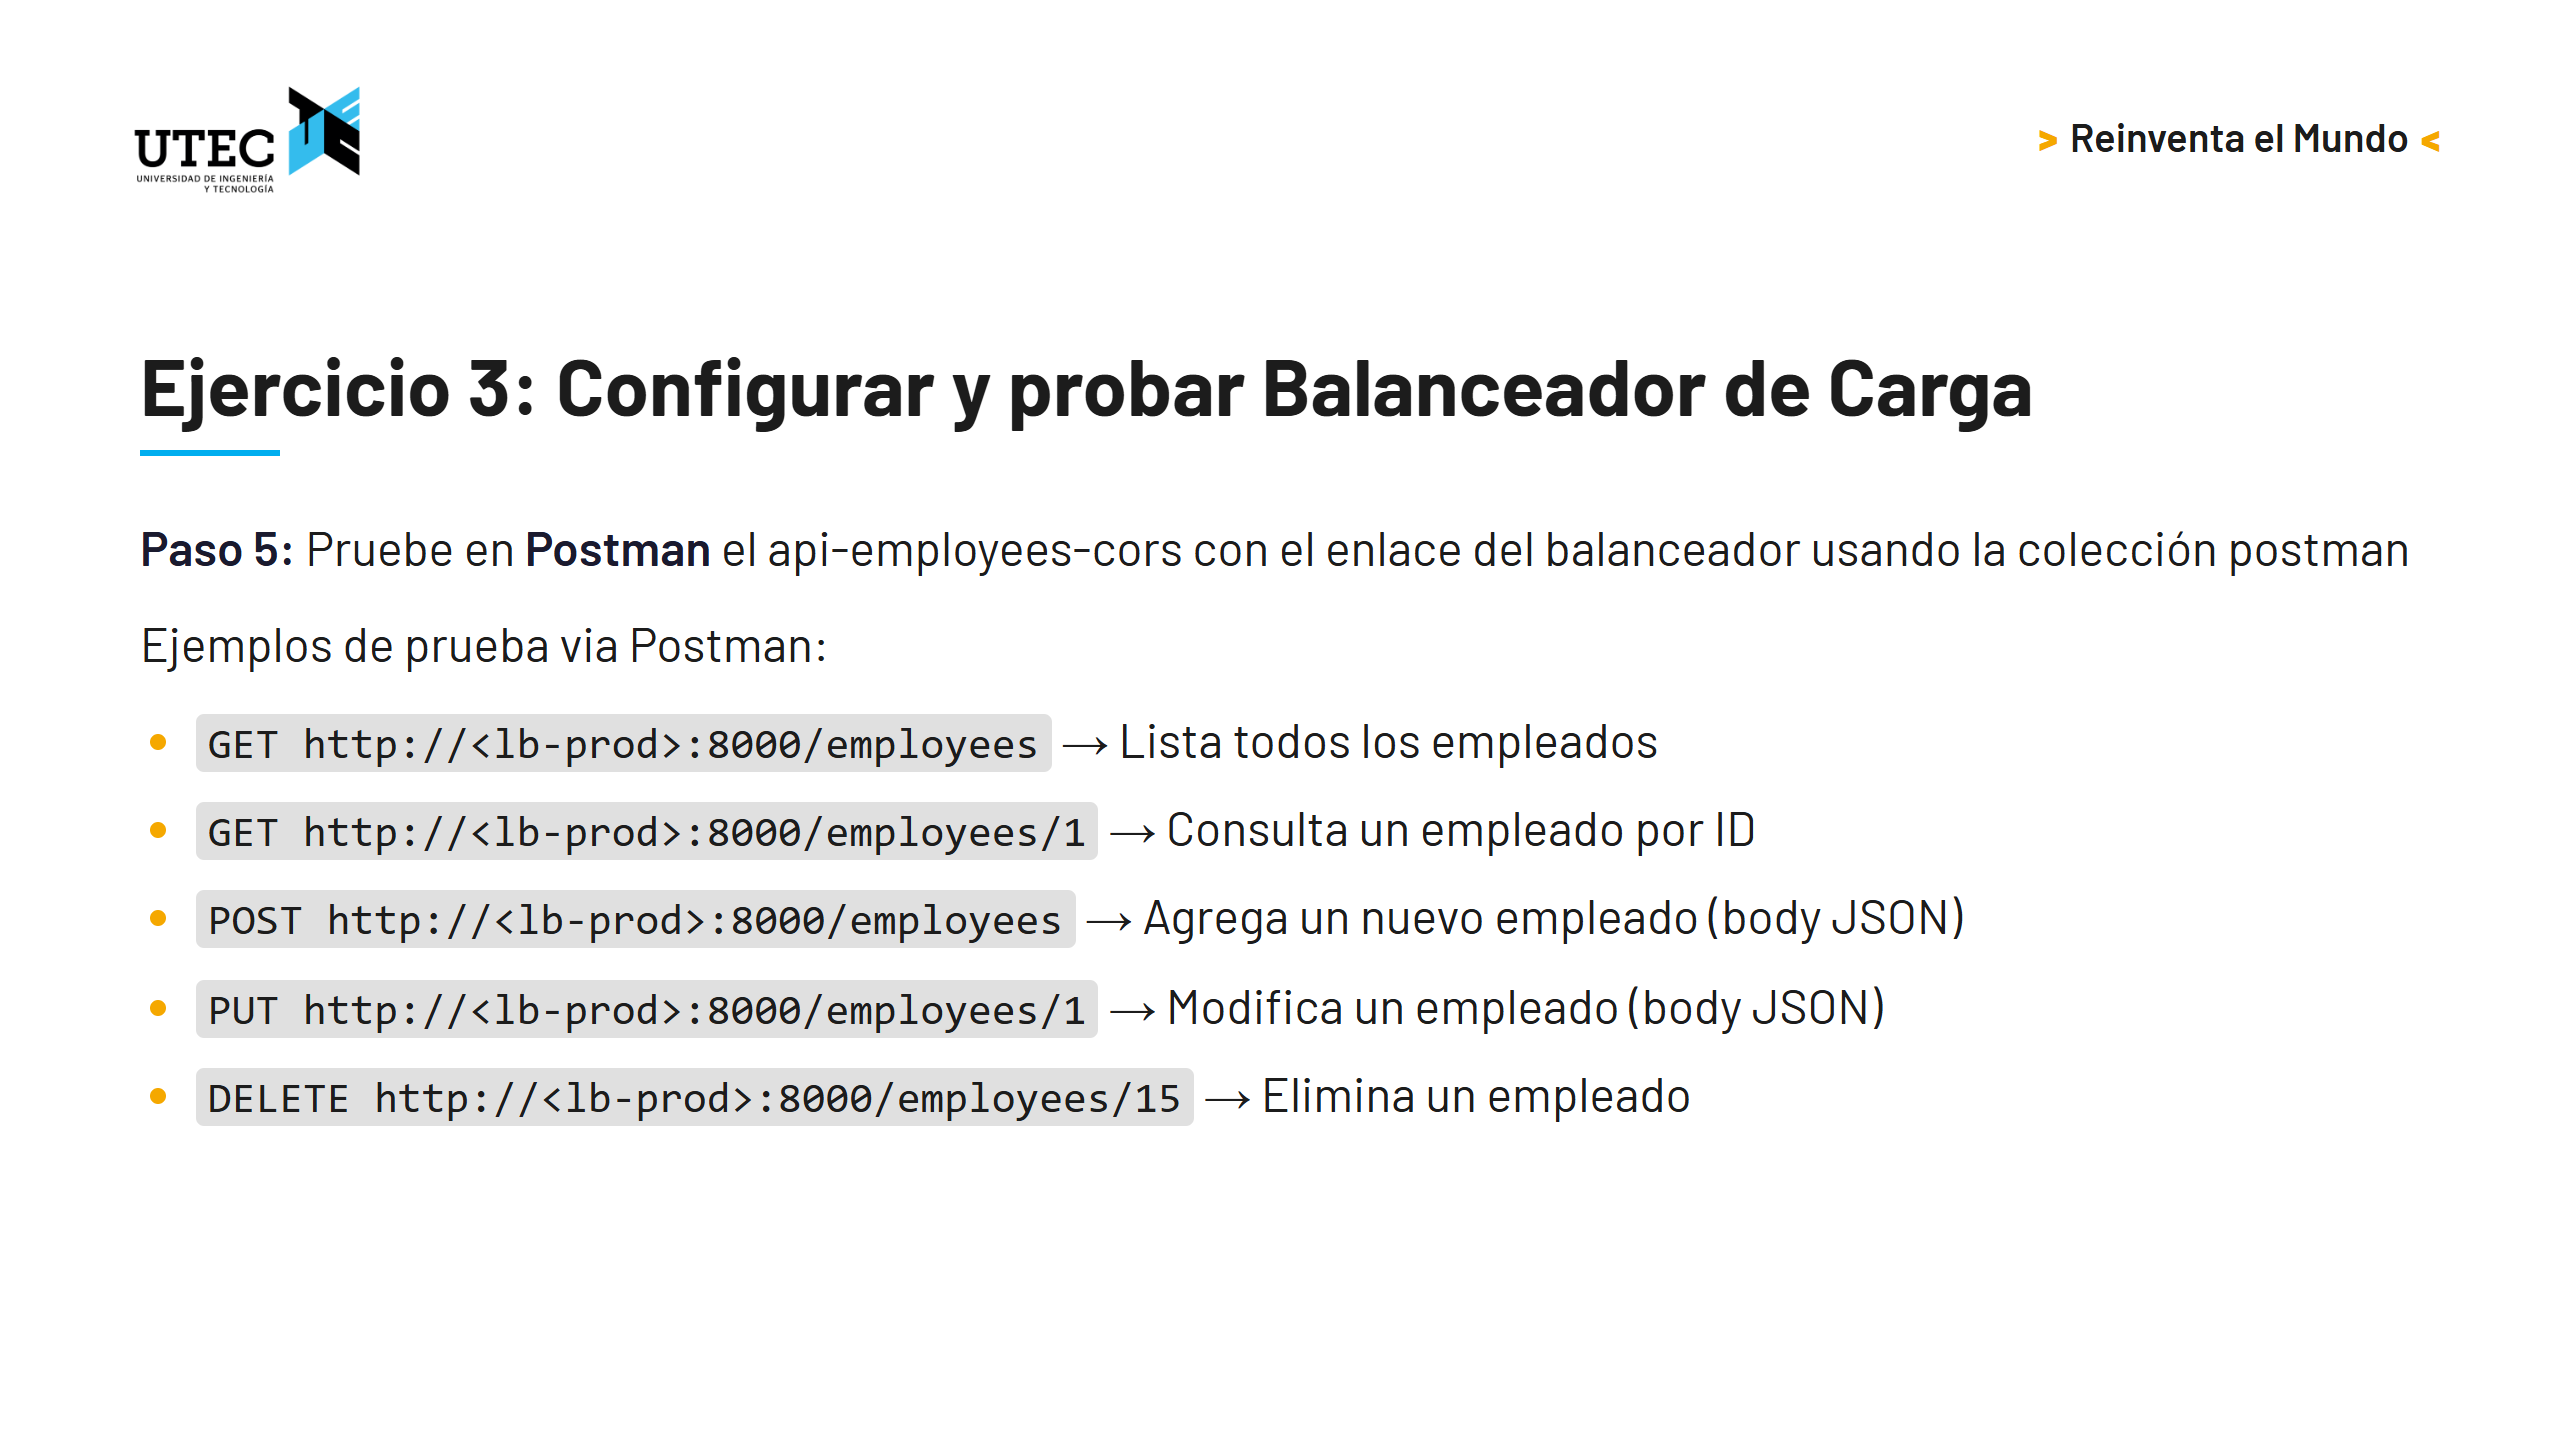 UTEC
UNIVERSIDAD DE INGENIERÍA
Y TECNOLOGÍA
> Reinventa el Mundo <
Ejercicio 3: Configurar y probar Balanceador de Carga
Paso 5: Pruebe en Postman el api-employees-cors con el enlace del balanceador usando la colección postman
Ejemplos de prueba via Postman:
• GET http://<lb-prod>:8000/employees → Lista todos los empleados
• GET http://<lb-prod>:8000/employees/1 → Consulta un empleado por ID
• POST http://<lb-prod>:8000/employees → Agrega un nuevo empleado (body JSON)
• PUT http://<lb-prod>:8000/employees/1 → Modifica un empleado (body JSON)
• DELETE http://<lb-prod>:8000/employees/15 → Elimina un empleado